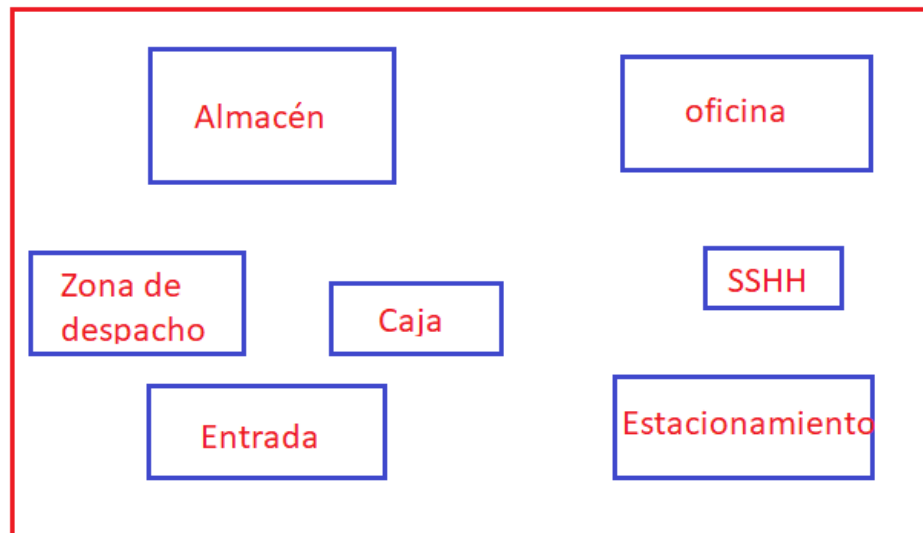 Almacén
oficina
Zona de
despacho
Caja
SSHH
Entrada
Estacionamiento